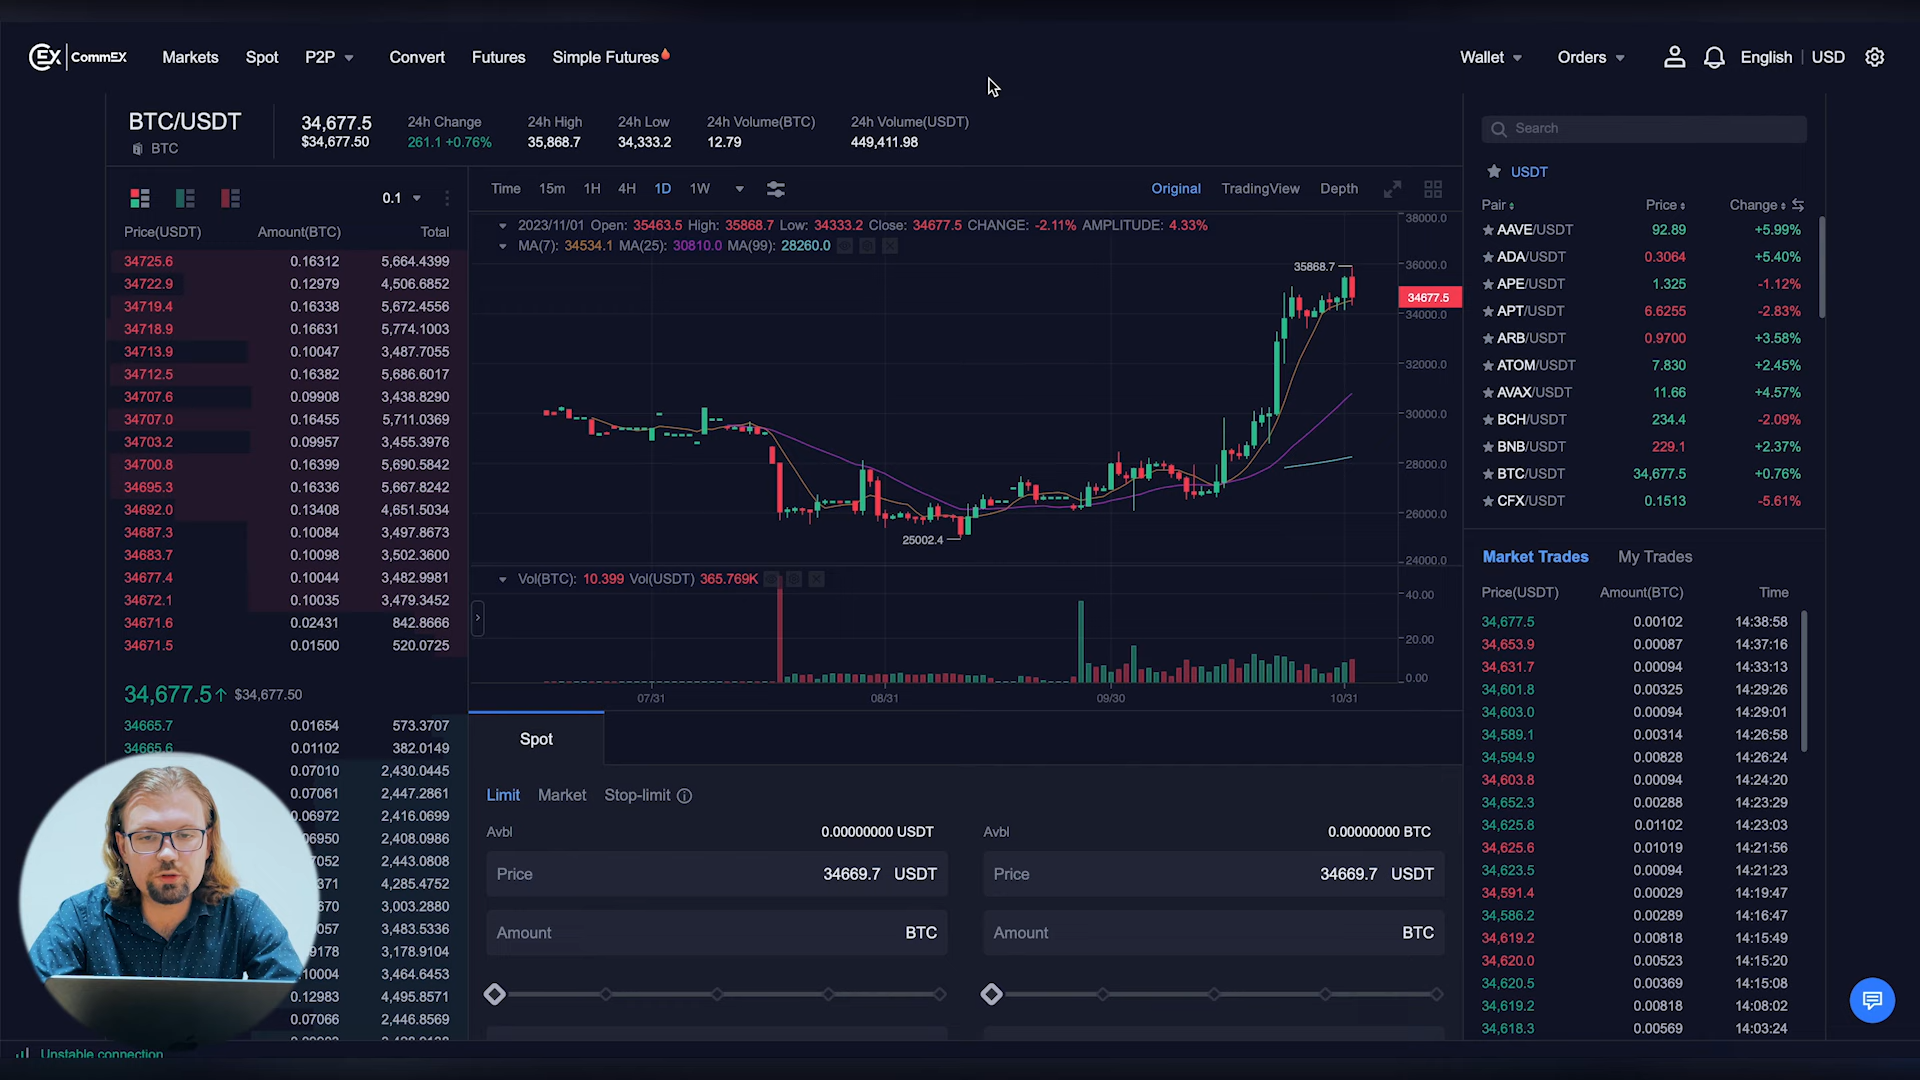 EX CommEX Markets Spot P2P Convert Futures Simple Futures Wallet Orders English USD
BTC/USDT
BTC
34,677.5
$34,677.50
24h Change
261.1 +0.76%
24h High
35,868.7
24h Low
34,333.2
24h Volume(BTC)
12.79
24h Volume(USDT)
449,411.98
0.1
Price(USDT) Amount(BTC) Total
34725.6 0.16312 5,664.4399
34722.9 0.12979 4,506.6852
34719.4 0.16338 5,672.4556
34718.9 0.16631 5,774.1003
34713.9 0.10047 3,487.7055
34712.5 0.16382 5,686.6017
34707.6 0.09908 3,438.8290
34707.0 0.16455 5,711.0369
34703.2 0.09957 3,455.3976
34700.8 0.16399 5,690.5842
34695.3 0.16336 5,667.8242
34692.0 0.13408 4,651.5034
34687.3 0.10084 3,497.8673
34683.7 0.10098 3,502.3600
34677.4 0.10044 3,482.9981
34672.1 0.10035 3,479.3452
34671.6 0.02431 842.8666
34671.5 0.01500 520.0725
34,677.5↑ $34,677.50
34665.7 0.01654 573.3707
34665.6 0.01102 382.0149
0.07010 2,430.0445
0.07061 2,447.2861
0.06972 2,416.0699
06950 2,408.0986
7052 2,443.0808
371 4,285.4752
670 3,003.2880
057 3,483.5336
9178 3,178.9104
10004 3,464.6453
0.12983 4,495.8571
0.07066 2,446.8569
Unstable connection
Time 15m 1H 4H 1D 1W
Original TradingView Depth
2023/11/01 Open: 35463.5 High: 35868.7 Low: 34333.2 Close: 34677.5 CHANGE: -2.11% AMPLITUDE: 4.33%
MA(7): 34534.1 MA(25): 30810.0 MA(99): 28260.0
38000.0
36000.0
35868.7
34677.5
34000.0
32000.0
30000.0
28000.0
26000.0
25002.4
24000.0
Vol(BTC): 10.399 Vol(USDT) 365.769K
40.00
20.00
0.00
07/31 08/31 09/30 10/31
Spot
Limit Market Stop-limit
Avbl 0.00000000 USDT
Price 34669.7 USDT
Amount BTC
Avbl 0.00000000 BTC
Price 34669.7 USDT
Amount BTC
Search
USDT
Pair Price Change
AAVE/USDT 92.89 +5.99%
ADA/USDT 0.3064 +5.40%
APE/USDT 1.325 -1.12%
APT/USDT 6.6255 -2.83%
ARB/USDT 0.9700 +3.58%
ATOM/USDT 7.830 +2.45%
AVAX/USDT 11.66 +4.57%
BCH/USDT 234.4 -2.09%
BNB/USDT 229.1 +2.37%
BTC/USDT 34,677.5 +0.76%
CFX/USDT 0.1513 -5.61%
Market Trades My Trades
Price(USDT) Amount(BTC) Time
34,677.5 0.00102 14:38:58
34,653.9 0.00087 14:37:16
34,631.7 0.00094 14:33:13
34,601.8 0.00325 14:29:26
34,603.0 0.00094 14:29:01
34,589.1 0.00314 14:26:58
34,594.9 0.00828 14:26:24
34,603.8 0.00094 14:24:20
34,652.3 0.00288 14:23:29
34,625.8 0.01102 14:23:03
34,625.6 0.01019 14:21:56
34,623.5 0.00094 14:21:23
34,591.4 0.00029 14:19:47
34,586.2 0.00289 14:16:47
34,619.2 0.00818 14:15:49
34,620.0 0.00523 14:15:20
34,620.5 0.00369 14:15:08
34,619.2 0.00818 14:08:02
34,618.3 0.00569 14:03:24